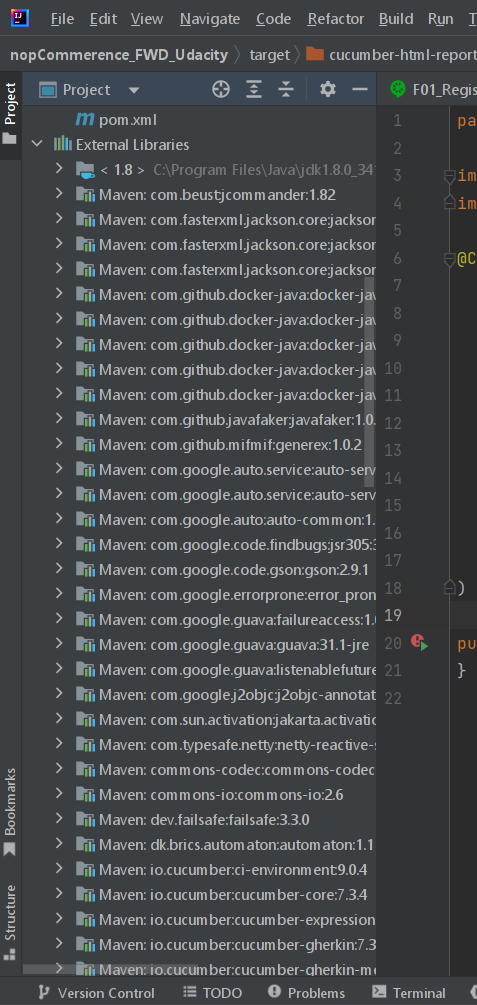 File Edit View Navigate Code Refactor Build Run
nopCommerence_FWD_Udacity target cucumber-html-report
Project
Project
F01_Regis
pom.xml
External Libraries
< 1.8 > C:\Program Files\Java\jdk1.8.0_341
Maven: com.beust:jcommander:1.82
Maven: com.fasterxml.jackson.core:jackson
Maven: com.fasterxml.jackson.core:jackson
Maven: com.fasterxml.jackson.core:jackson
Maven: com.github.docker-java:docker-jav
Maven: com.github.docker-java:docker-jav
Maven: com.github.docker-java:docker-jav
Maven: com.github.docker-java:docker-jav
Maven: com.github.docker-java:docker-jav
Maven: com.github.javafaker:javafaker:1.0.
Maven: com.github.mifmif:generex:1.0.2
Maven: com.google.auto.service:auto-serv
Maven: com.google.auto.service:auto-serv
Maven: com.google.auto:auto-common:1.
Maven: com.google.code.findbugs:jsr305:3
Maven: com.google.code.gson:gson:2.9.1
Maven: com.google.errorprone:error_pron
Maven: com.google.guava:failureaccess:1.0
Maven: com.google.guava:guava:31.1-jre
Maven: com.google.guava:listenablefuture
Maven: com.google.j2objc:j2objc-annotat
Maven: com.sun.activation:jakarta.activatio
Maven: com.typesafe.netty:netty-reactive-s
Maven: commons-codec:commons-codec
Maven: commons-io:commons-io:2.6
Maven: dev.failsafe:failsafe:3.3.0
Maven: dk.brics.automaton:automaton:1.1
Maven: io.cucumber:ci-environment:9.0.4
Maven: io.cucumber:cucumber-core:7.3.4
Maven: io.cucumber:cucumber-expression
Maven: io.cucumber:cucumber-gherkin:7.3
Maven: io.cucumber:cucumber-gherkin-me
1 pa
2
3 im
4 im
5
6 @C
7
8
9
10
11
12
13
14
15
16
17
18 )
19
20 pu
21 }
22
Bookmarks
Structure
Version Control TODO Problems Terminal